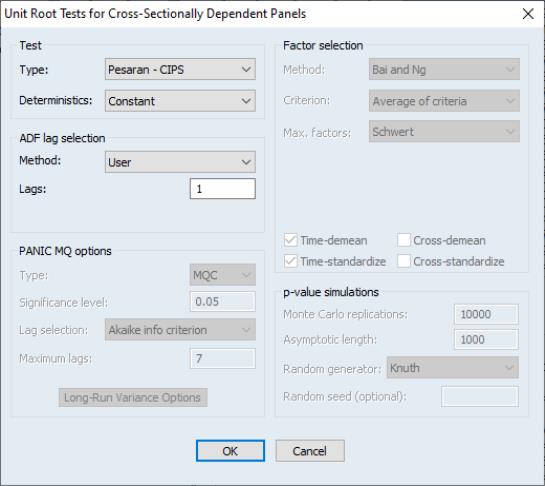 Unit Root Tests for Cross-Sectionally Dependent Panels
Test
Type: Pesaran - CIPS
Deterministics: Constant
ADF lag selection
Method: User
Lags: 1
PANIC MQ options
Type: MQC
Significance level: 0.05
Lag selection: Akaike info criterion
Maximum lags: 7
Long-Run Variance Options
Factor selection
Method: Bai and Ng
Criterion: Average of criteria
Max. factors: Schwert
Time-demean Cross-demean
Time-standardize Cross-standardize
p-value simulations
Monte Carlo replications: 10000
Asymptotic length: 1000
Random generator: Knuth
Random seed (optional):
OK Cancel